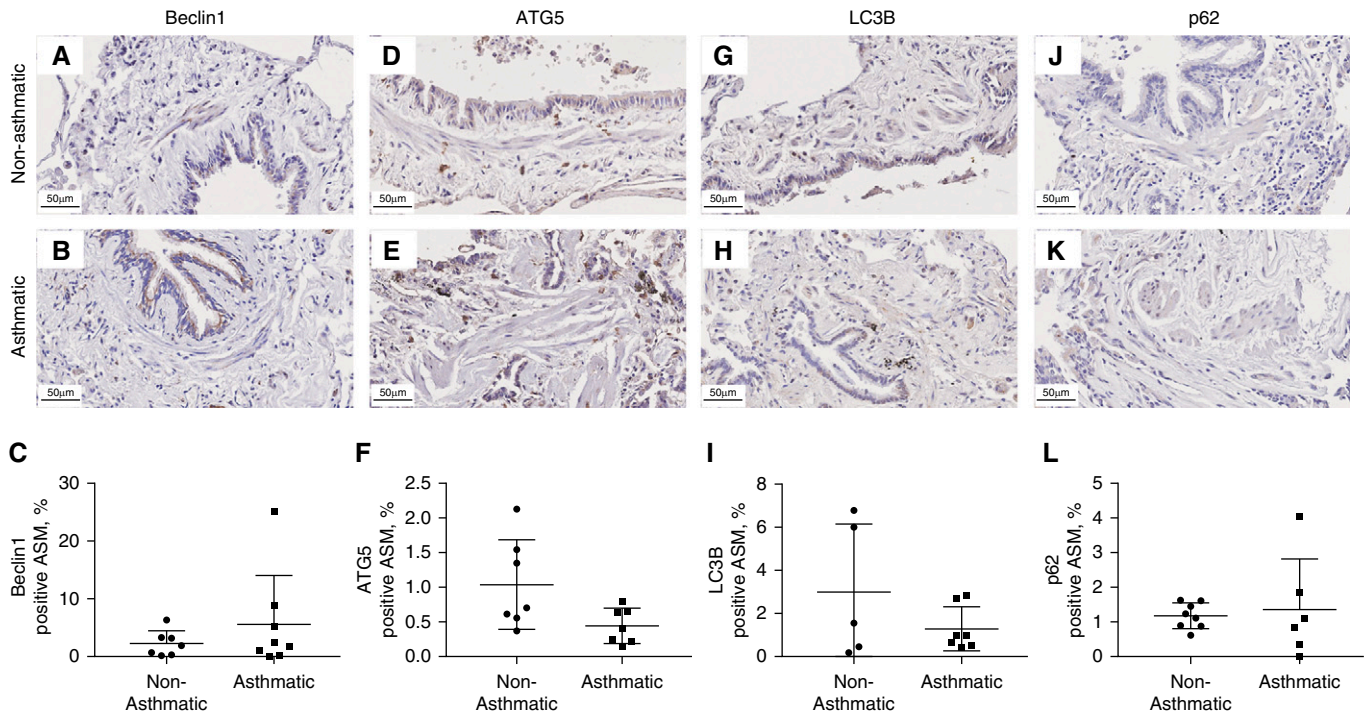 Beclin1
ATG5
LC3B
p62
Non-asthmatic
A
50µm
D
50µm
G
50µm
J
50µm
Asthmatic
B
50µm
E
50µm
H
50µm
K
50µm
C
Beclin1
positive ASM, %
30
20
10
0
Non-
Asthmatic
Asthmatic
F
ATG5
positive ASM, %
2.5
2.0
1.5
1.0
0.5
0.0
Non-
Asthmatic
Asthmatic
I
LC3B
positive ASM, %
8
6
4
2
0
Non-
Asthmatic
Asthmatic
L
p62
positive ASM, %
5
4
3
2
1
0
Non-
Asthmatic
Asthmatic